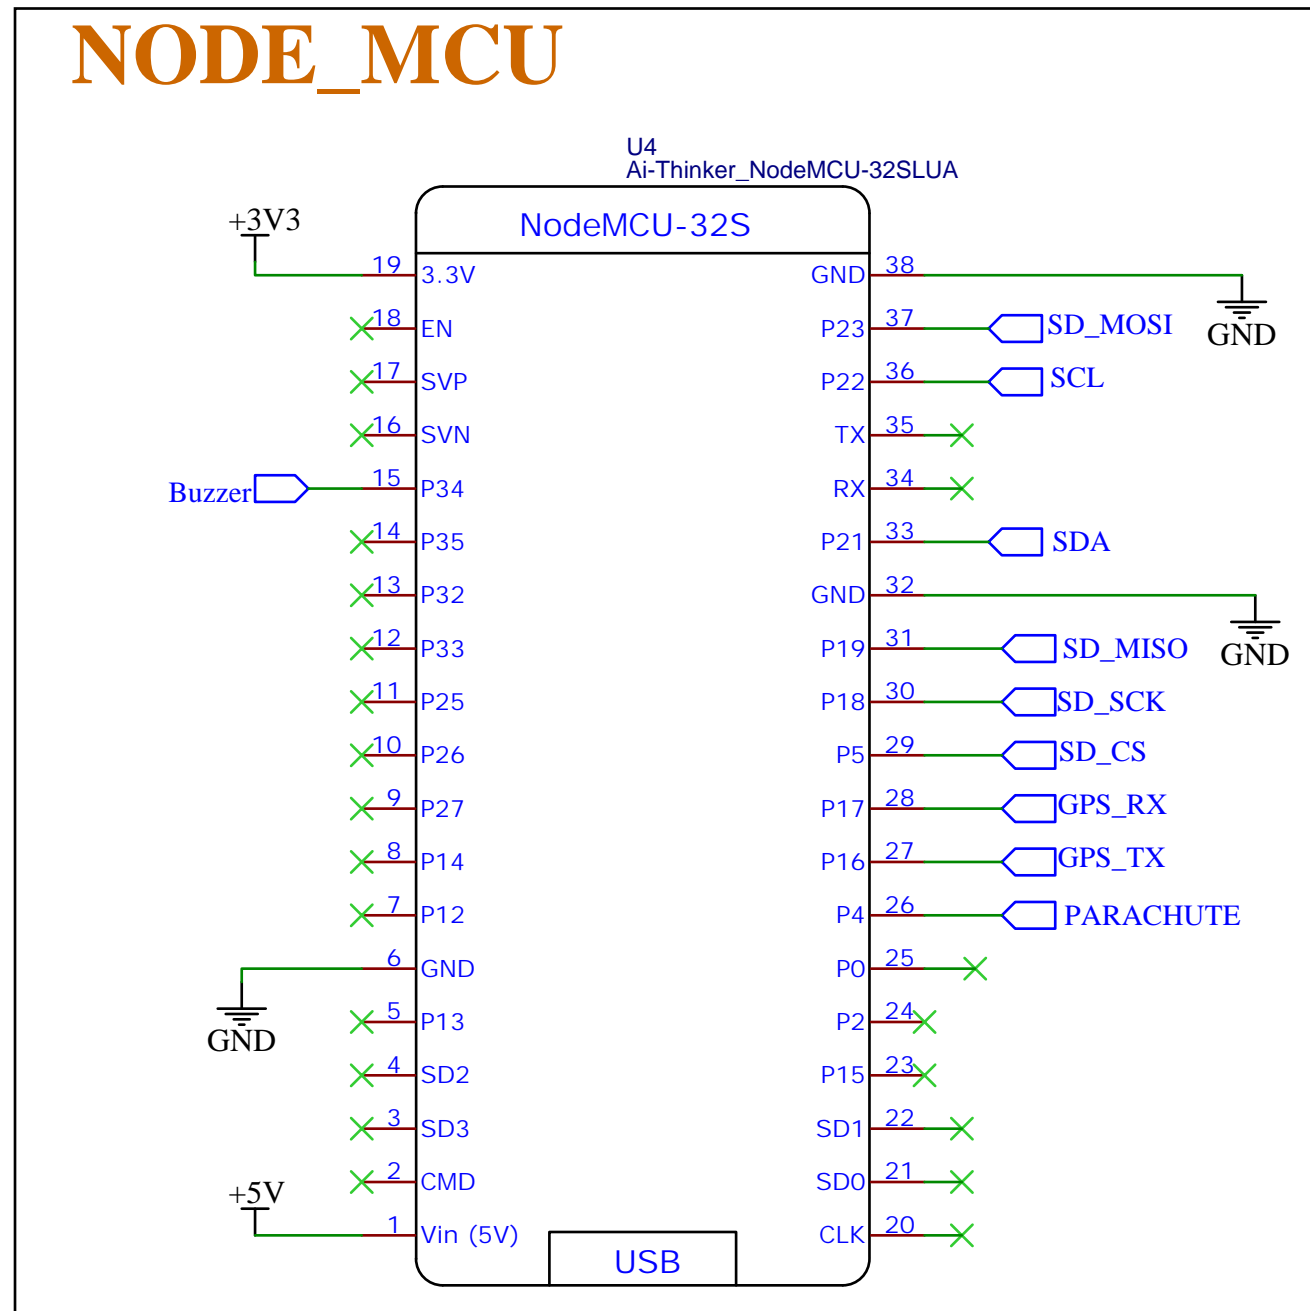 NODE_MCU
U4
Ai-Thinker_NodeMCU-32SLUA
NodeMCU-32S
+3V3
19 3.3V GND 38
GND
18 EN P23 37 SD_MOSI
17 SVP P22 36 SCL
16 SVN TX 35
Buzzer 15 P34 RX 34
14 P35 P21 33 SDA
13 P32 GND 32
GND
12 P33 P19 31 SD_MISO
11 P25 P18 30 SD_SCK
10 P26 P5 29 SD_CS
9 P27 P17 28 GPS_RX
8 P14 P16 27 GPS_TX
7 P12 P4 26 PARACHUTE
6 GND P0 25
GND
5 P13 P2 24
4 SD2 P15 23
3 SD3 SD1 22
2 CMD SD0 21
+5V
1 Vin (5V) CLK 20
USB